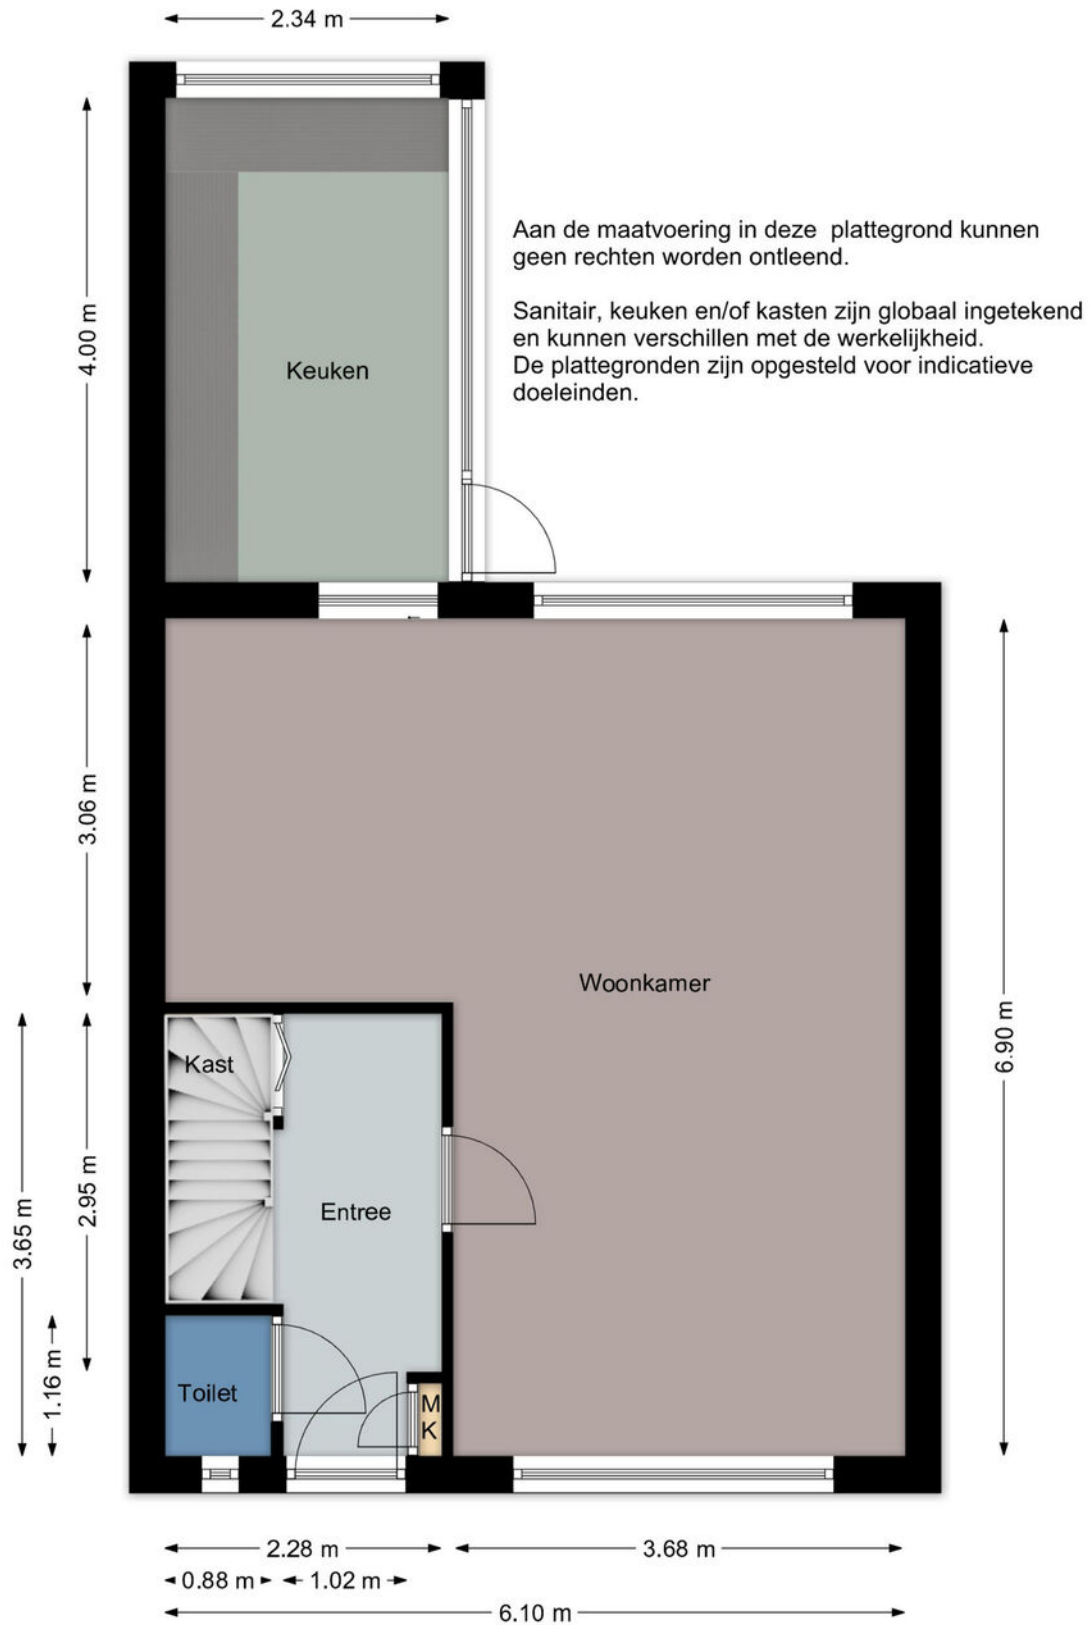 2.34 m
Aan de maatvoering in deze  plattegrond kunnen
geen rechten worden ontleend.
Sanitair, keuken en/of kasten zijn globaal ingetekend
en kunnen verschillen met de werkelijkheid.
De plattegronden zijn opgesteld voor indicatieve
doeleinden.
4.00 m
Keuken
3.06 m
Woonkamer
6.90 m
Kast
2.95 m
3.65 m
Entree
1.16 m
Toilet
M
K
2.28 m
3.68 m
0.88 m
1.02 m
6.10 m